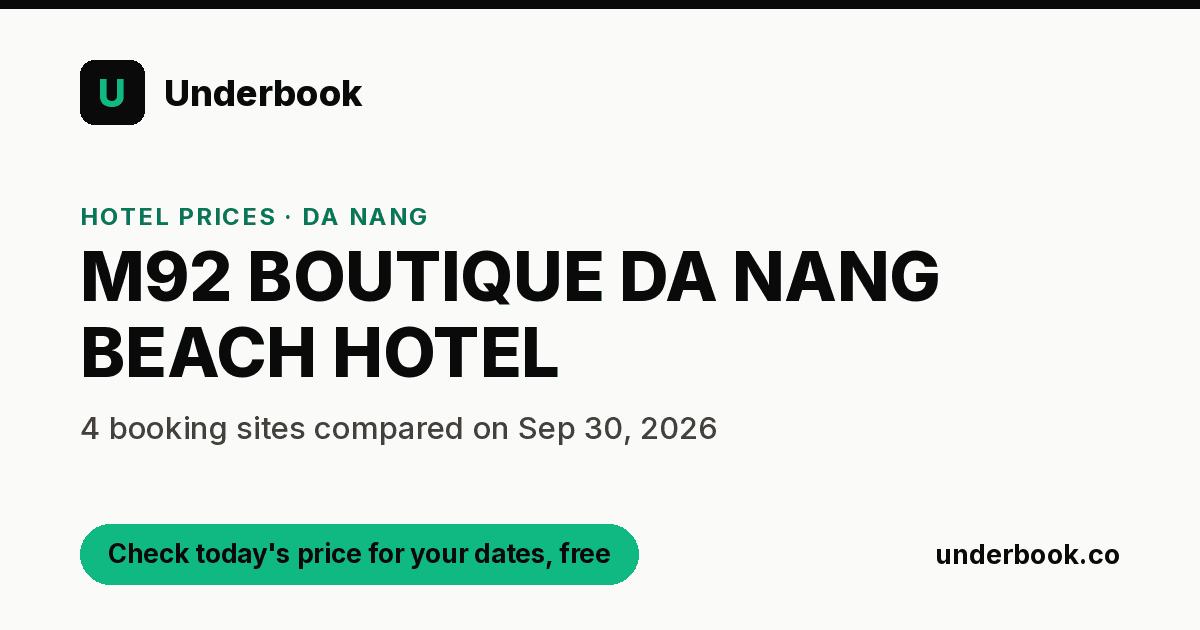 U
Underbook
HOTEL PRICES · DA NANG
M92 BOUTIQUE DA NANG
BEACH HOTEL
4 booking sites compared on Sep 30, 2026
Check today's price for your dates, free
underbook.co